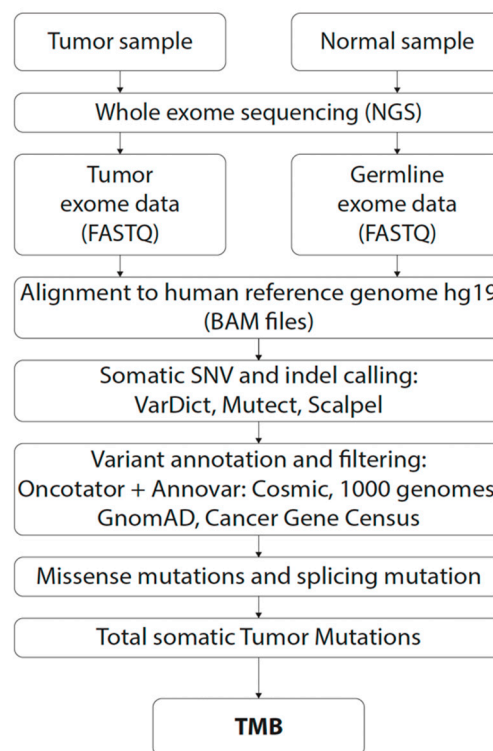 Tumor sample
Normal sample
Whole exome sequencing (NGS)
Tumor
exome data
(FASTQ)
Germline
exome data
(FASTQ)
Alignment to human reference genome hg19
(BAM files)
Somatic SNV and indel calling:
VarDict, Mutect, Scalpel
Variant annotation and filtering:
Oncotator + Annovar: Cosmic, 1000 genomes
GnomAD, Cancer Gene Census
Missense mutations and splicing mutation
Total somatic Tumor Mutations
TMB